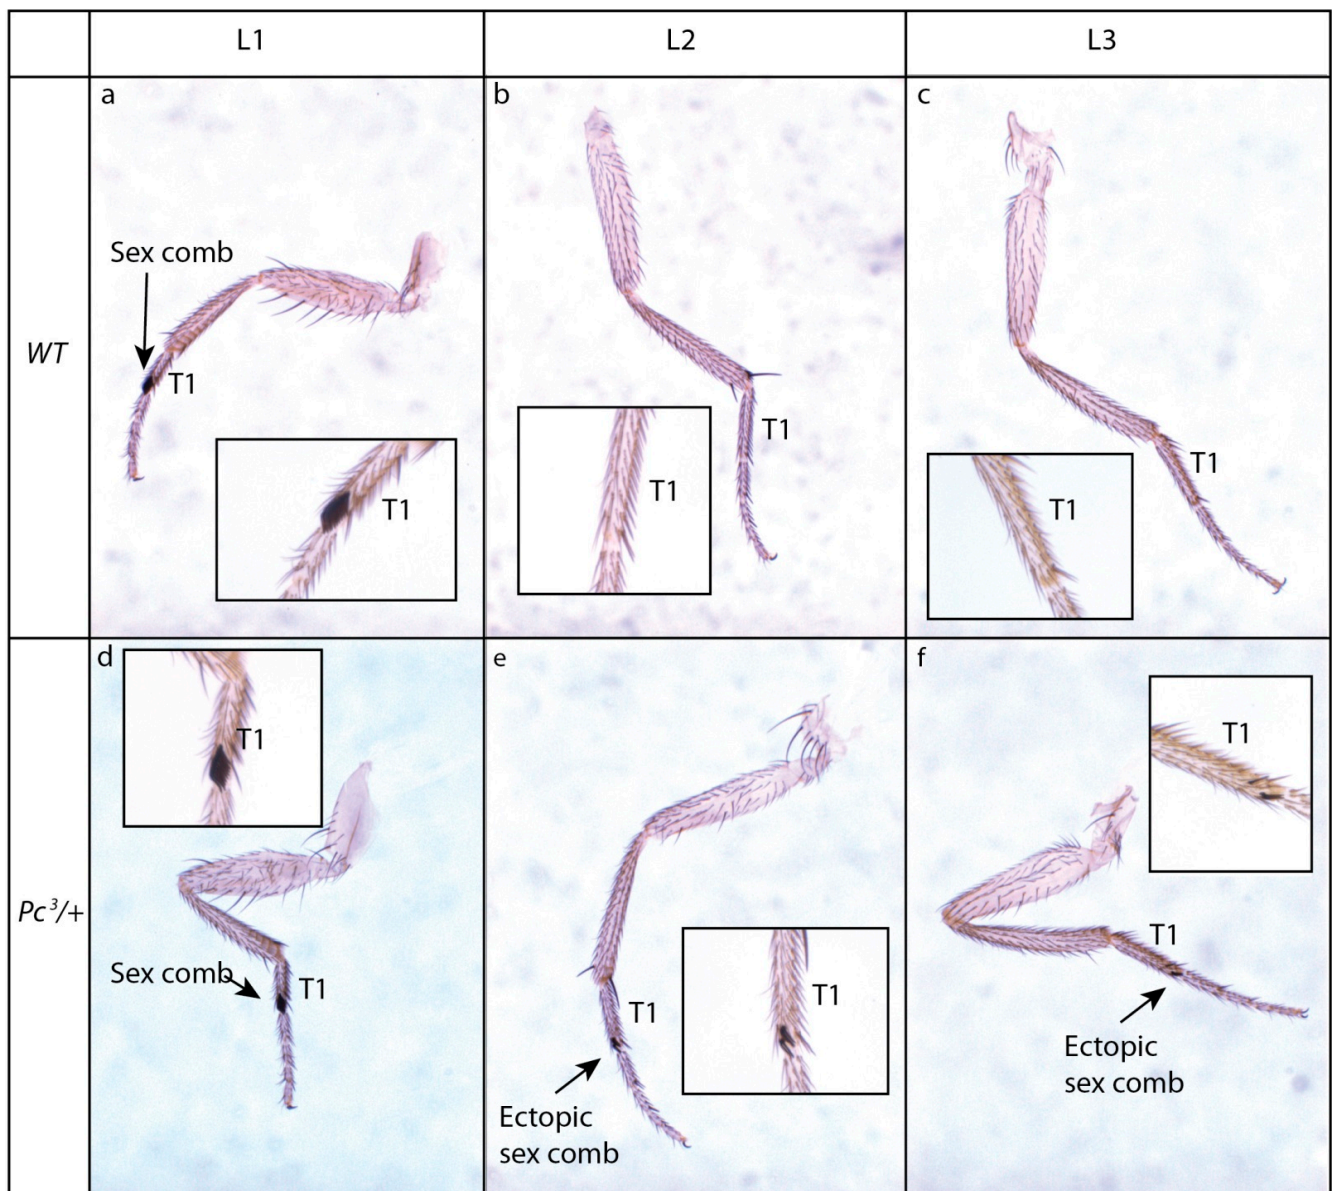 L1
L2
L3
WT
a
Sex comb
T1
T1
b
T1
T1
c
T1
T1
Pc³/+
d
T1
Sex comb
T1
e
T1
T1
Ectopic
sex comb
f
T1
T1
Ectopic
sex comb